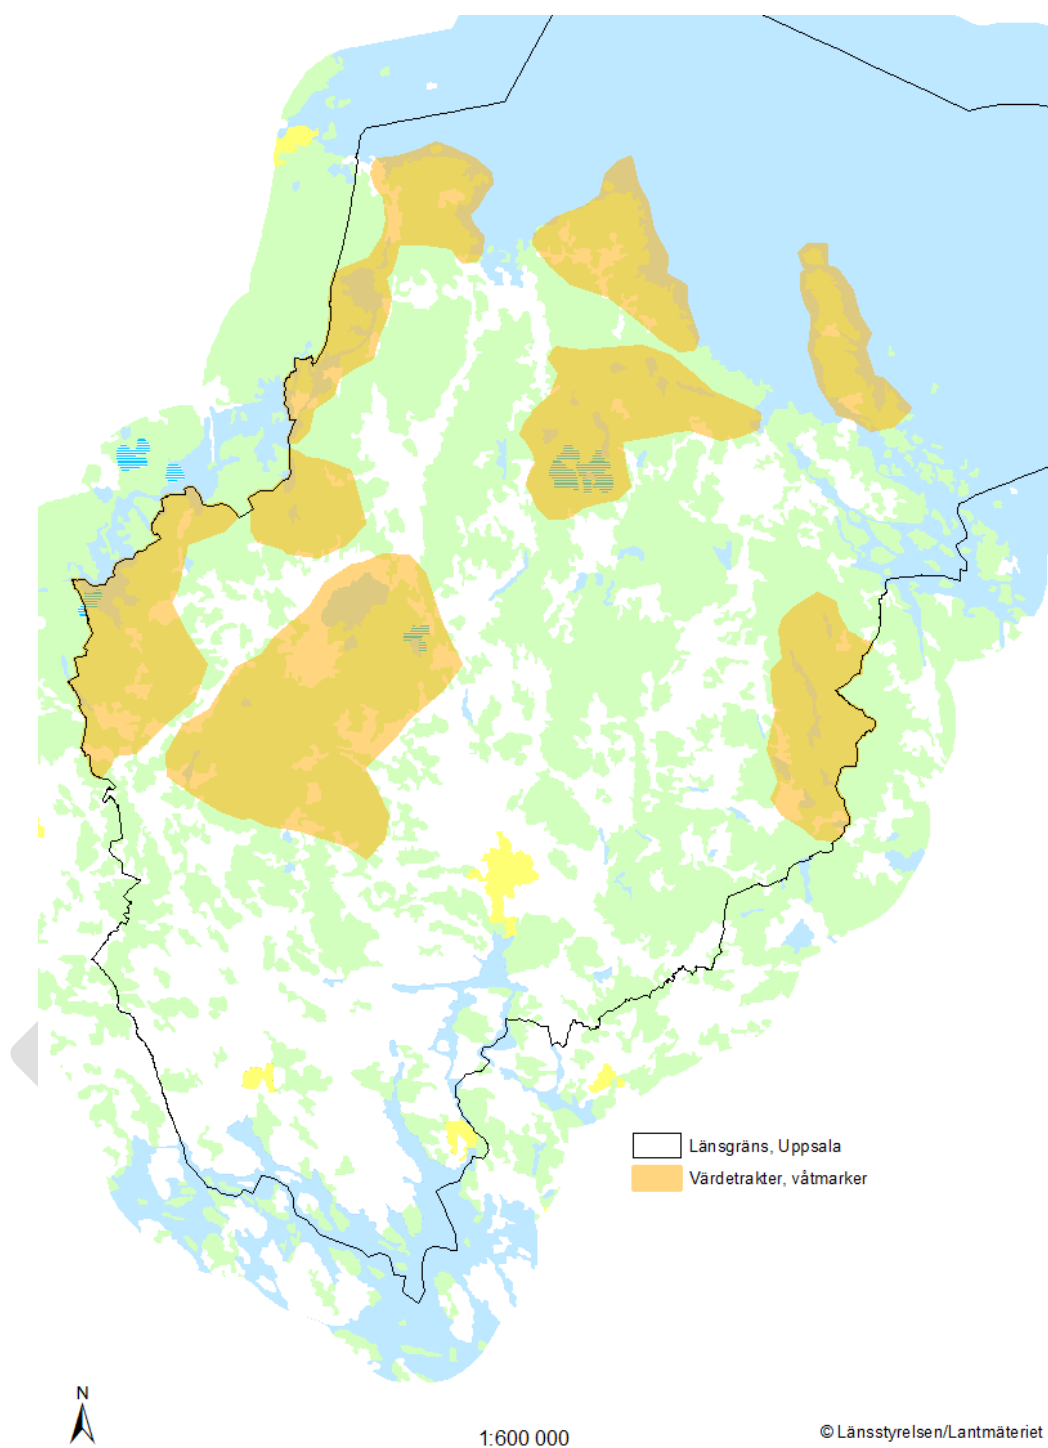 Länsgräns, Uppsala
Värdetrakter, våtmarker
N
1:600 000
© Länsstyrelsen/Lantmäteriet